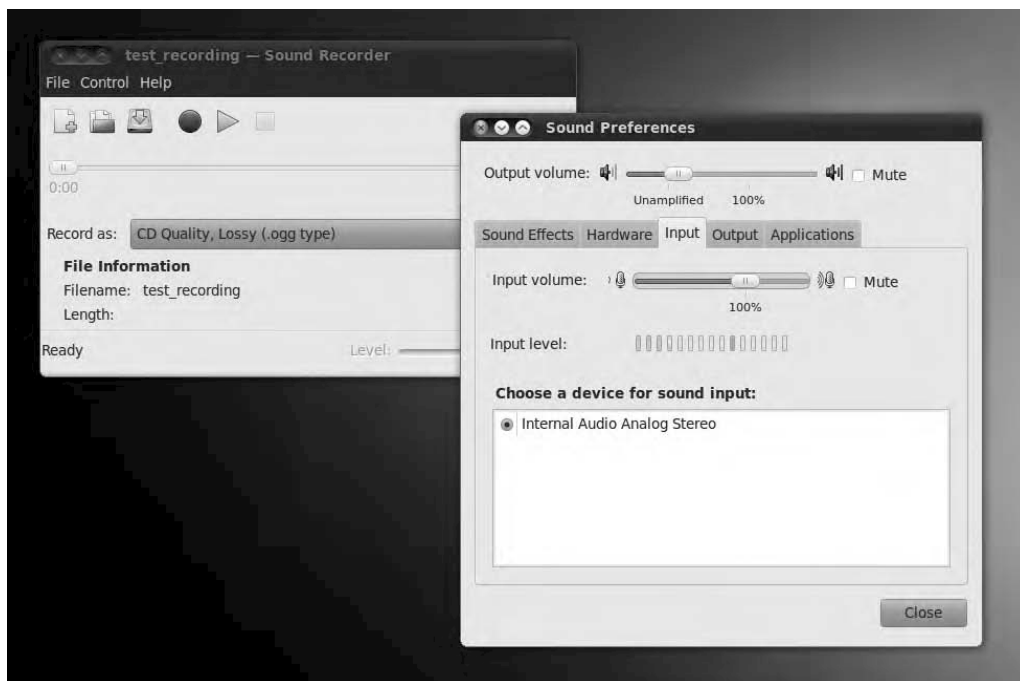 test_recording — Sound Recorder
File Control Help
0:00
Record as: CD Quality, Lossy (.ogg type)
File Information
Filename: test_recording
Length:
Ready Level:
Sound Preferences
Output volume: Mute
Unamplified 100%
Sound Effects Hardware Input Output Applications
Input volume: Mute
100%
Input level:
Choose a device for sound input:
Internal Audio Analog Stereo
Close